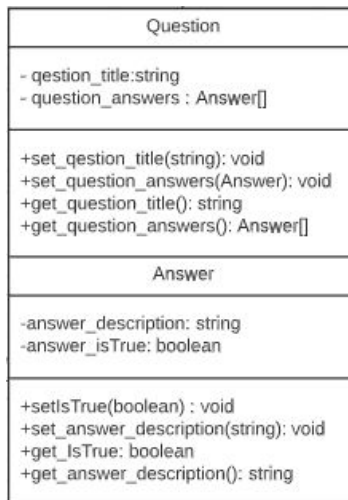 Question
- qestion_title:string
- question_answers : Answer[]
+set_qestion_title(string): void
+set_question_answers(Answer): void
+get_question_title(): string
+get_question_answers(): Answer[]
Answer
-answer_description: string
-answer_isTrue: boolean
+setIsTrue(boolean) : void
+set_answer_description(string): void
+get_IsTrue: boolean
+get_answer_description(): string